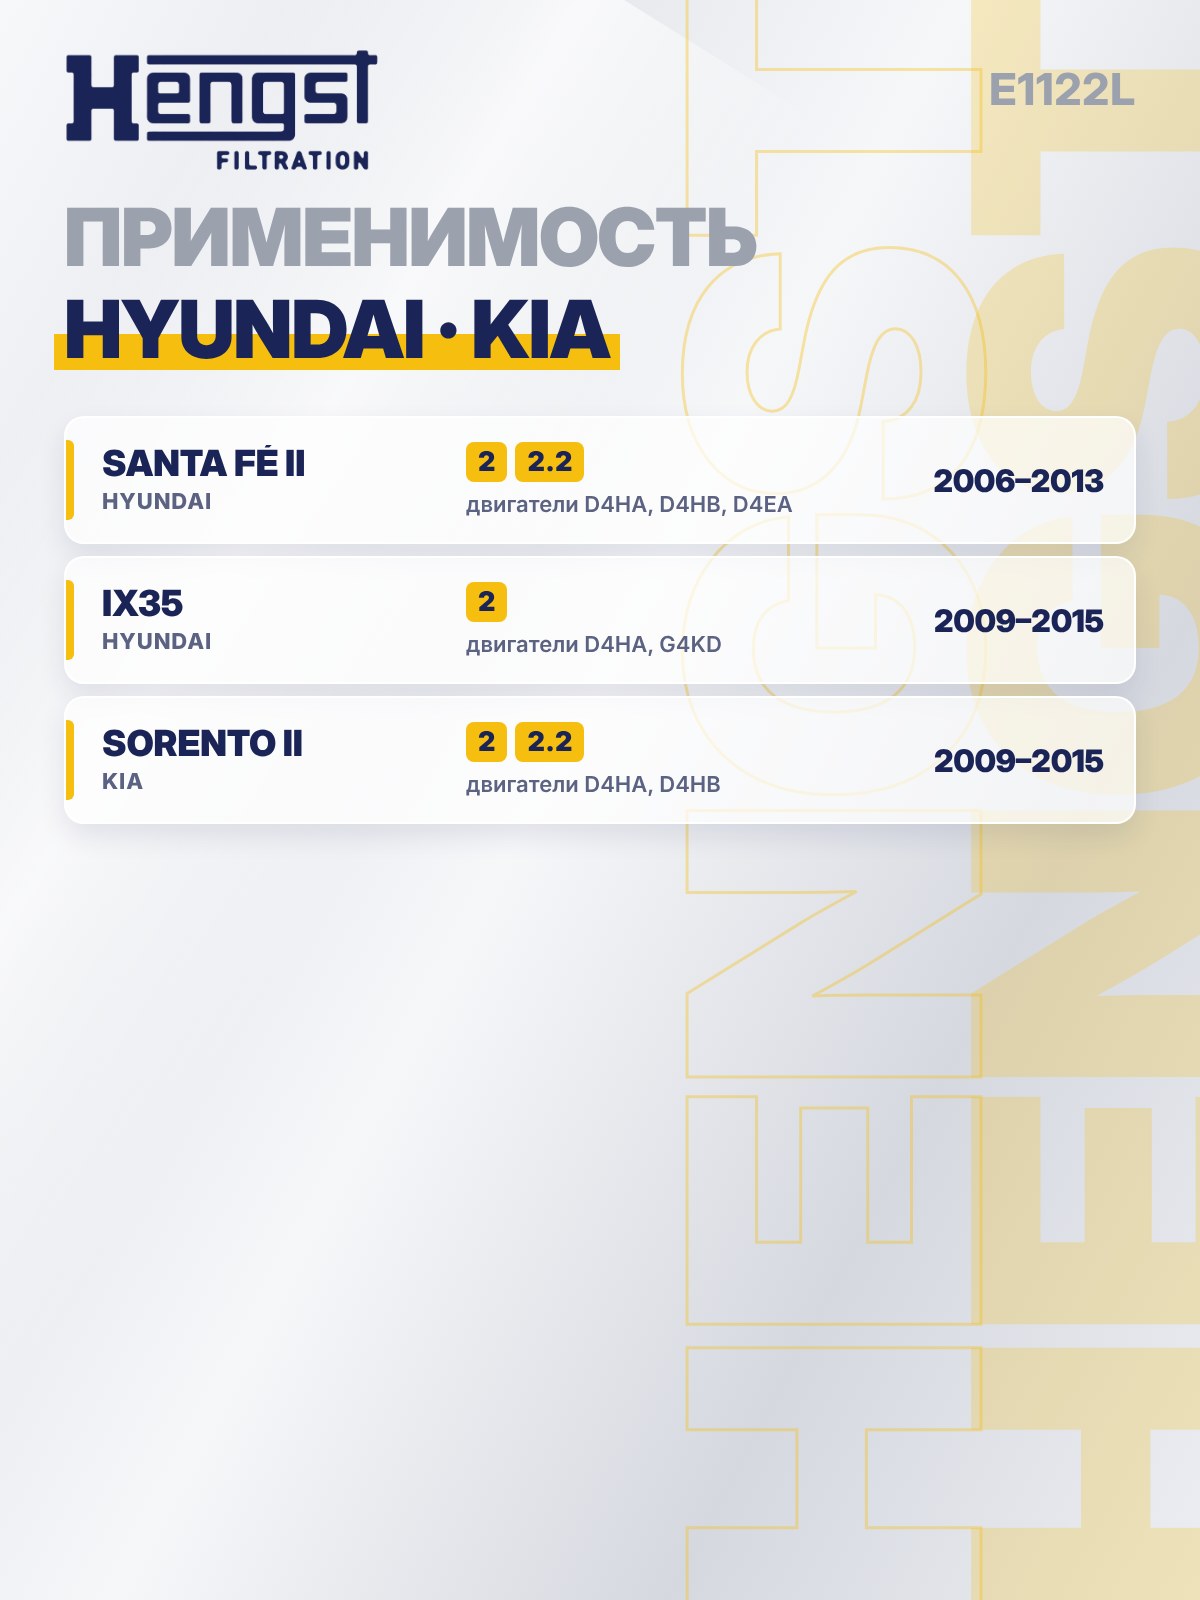 Hengst
FILTRATION
E1122L
ПРИМЕНИМОСТЬ
HYUNDAI · KIA
SANTA FÉ II
HYUNDAI
2 2.2
двигатели D4HA, D4HB, D4EA
2006–2013
IX35
HYUNDAI
2
двигатели D4HA, G4KD
2009–2015
SORENTO II
KIA
2 2.2
двигатели D4HA, D4HB
2009–2015
HENGST
HENGST